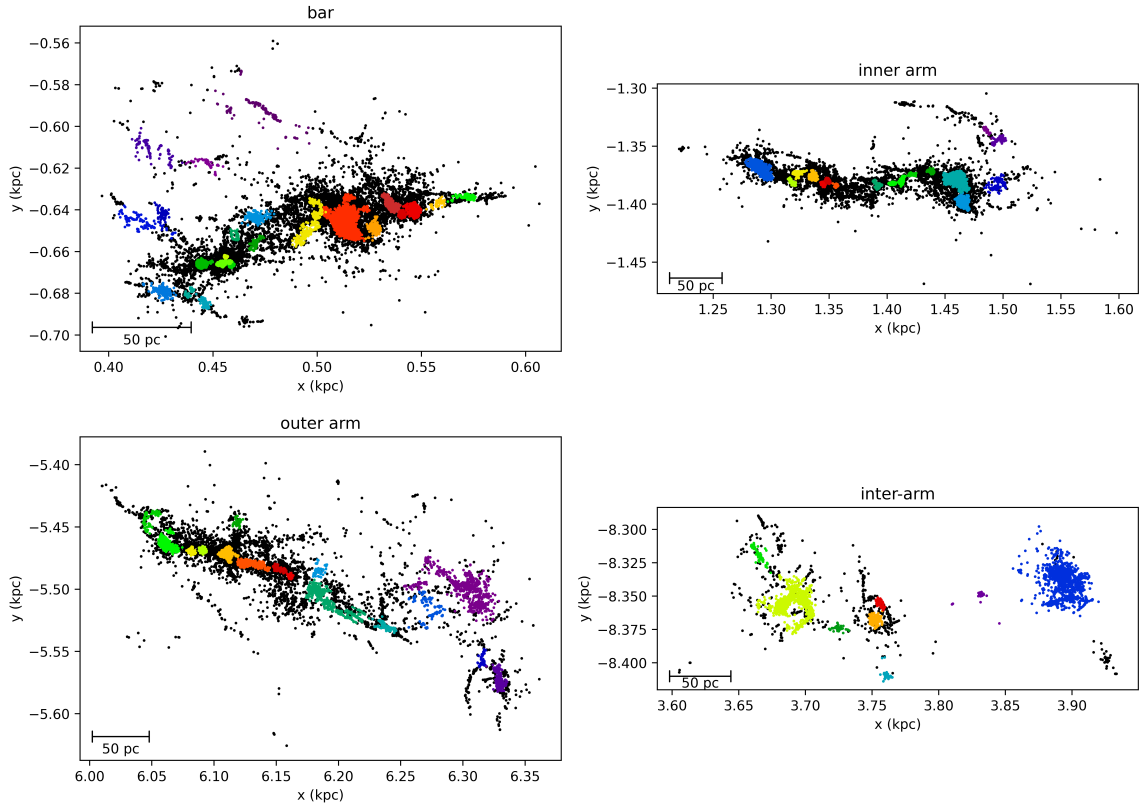 bar
−0.56
−0.58
−0.60
−0.62
−0.64
−0.66
−0.68
−0.70
y (kpc)
50 pc
0.40 0.45 0.50 0.55 0.60
x (kpc)
inner arm
−1.30
−1.35
−1.40
−1.45
y (kpc)
50 pc
1.25 1.30 1.35 1.40 1.45 1.50 1.55 1.60
x (kpc)
outer arm
−5.40
−5.45
−5.50
−5.55
−5.60
y (kpc)
50 pc
6.00 6.05 6.10 6.15 6.20 6.25 6.30 6.35
x (kpc)
inter-arm
−8.300
−8.325
−8.350
−8.375
−8.400
y (kpc)
50 pc
3.60 3.65 3.70 3.75 3.80 3.85 3.90
x (kpc)